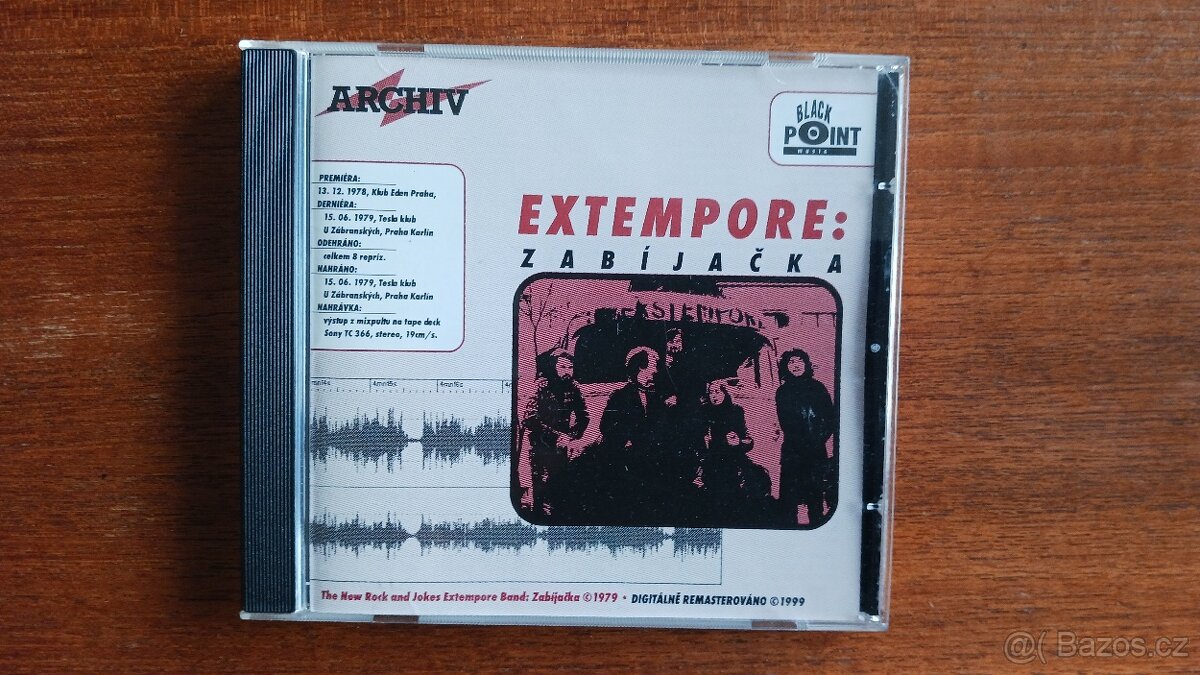 ARCHIV
BLACK
POINT
music
PREMIÉRA:
13. 12. 1978, Klub Eden Praha,
DERNIÉRA:
15. 06. 1979, Tesla klub
U Zábranských, Praha Karlín
ODEHRÁNO:
celkem 8 repríz.
NAHRÁNO:
15. 06. 1979, Tesla klub
U Zábranských, Praha Karlín
NAHRÁVKA:
výstup z mixpultu na tape deck
Sony TC 366, stereo, 19cm/s.
EXTEMPORE:
ZABÍJAČKA
4mn15s 4mn16s
The New Rock and Jokes Extempore Band: Zabíjačka ©1979 • DIGITÁLNĚ REMASTEROVÁNO ©1999
@( Bazos.cz